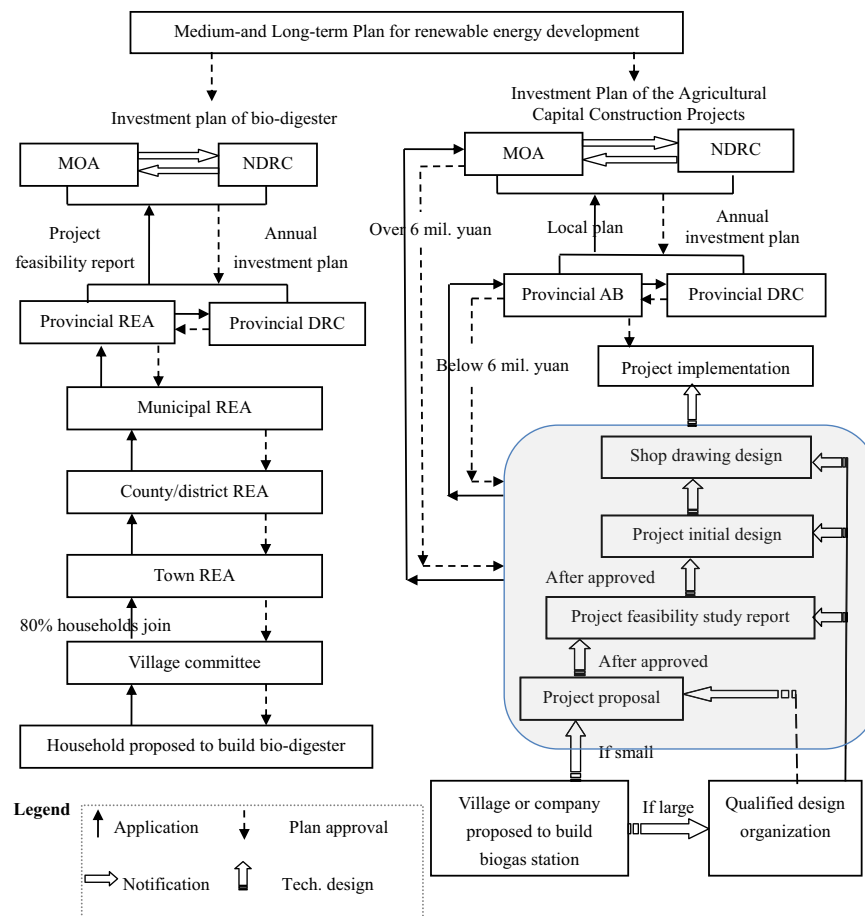 Medium-and Long-term Plan for renewable energy development
Investment plan of bio-digester
MOA
NDRC
Project
feasibility report
Annual
investment plan
Provincial REA
Provincial DRC
Municipal REA
County/district REA
Town REA
80% households join
Village committee
Household proposed to build bio-digester
Investment Plan of the Agricultural
Capital Construction Projects
MOA
NDRC
Over 6 mil. yuan
Local plan
Annual
investment plan
Provincial AB
Provincial DRC
Below 6 mil. yuan
Project implementation
Shop drawing design
Project initial design
After approved
Project feasibility study report
After approved
Project proposal
If small
Village or company
proposed to build
biogas station
If large
Qualified design
organization
Legend
Application
Plan approval
Notification
Tech. design